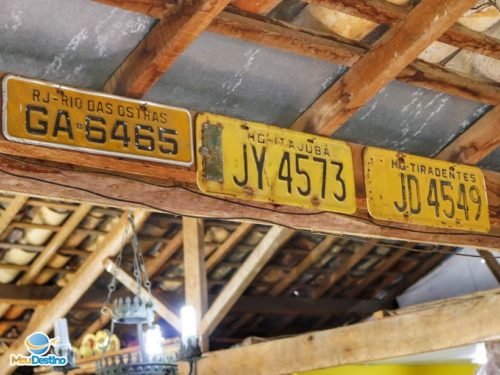 RJ-RIO DAS OSTRAS
GA-6465
MG-ITAJUBÁ
JY 4573
MG-TIRADENTES
JD 4549
MeuDestino